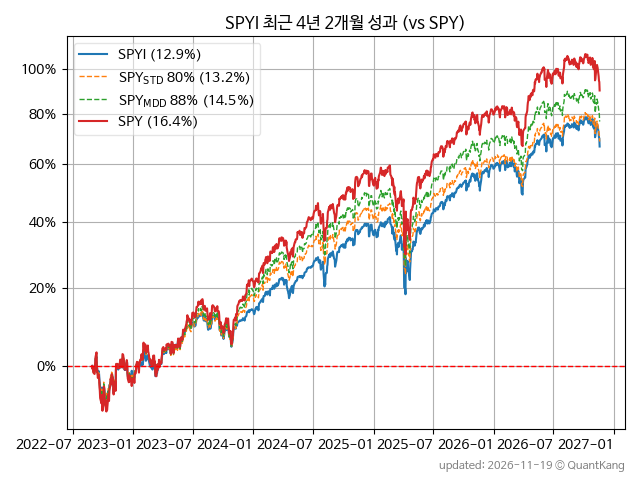 SPYI 최근 4년 2개월 성과 (vs SPY)
SPYI (12.9%)
SPY_STD 80% (13.2%)
SPY_MDD 88% (14.5%)
SPY (16.4%)
100%
80%
60%
40%
20%
0%
2022-07 2023-01 2023-07 2024-01 2024-07 2025-01 2025-07 2026-01 2026-07 2027-01
updated: 2026-11-19 © QuantKang